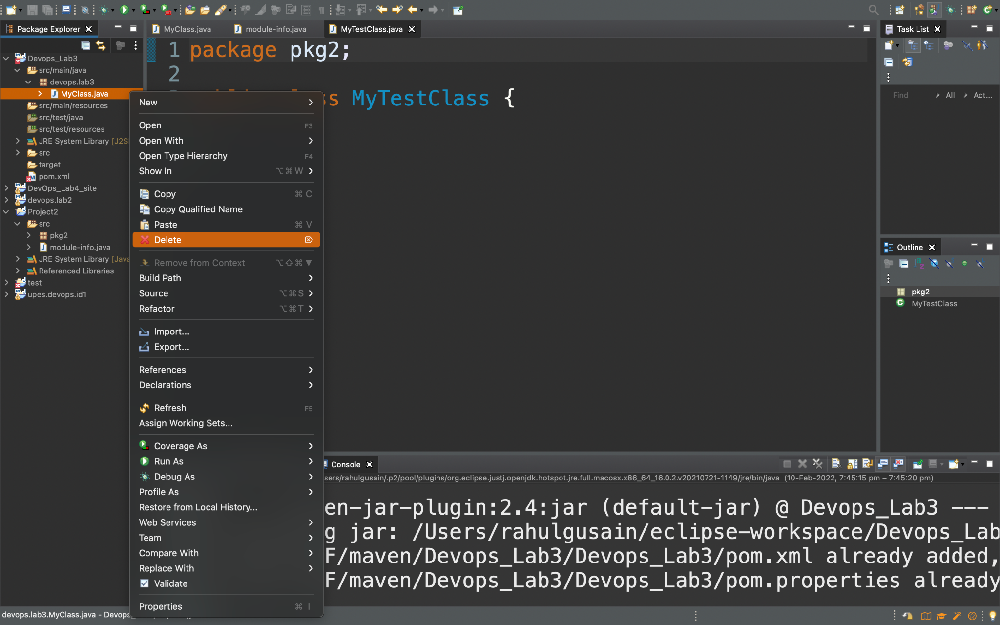 Package Explorer
MyClass.java
module-info.java
MyTestClass.java
Task List
Devops_Lab3
src/main/java
devops.lab3
MyClass.java
src/main/resources
src/test/java
src/test/resources
JRE System Library [J2S
src
target
pom.xml
DevOps_Lab4_site
devops.lab2
Project2
src
pkg2
module-info.java
JRE System Library [Java
Referenced Libraries
test
upes.devops.id1
1 package pkg2;
2
ss MyTestClass {
New
Open F3
Open With
Open Type Hierarchy F4
Show In ⌥⌘W
Copy ⌘ C
Copy Qualified Name
Paste ⌘ V
Delete ⌦
Remove from Context ⌥⇧⌘▼
Build Path
Source ⌥⌘S
Refactor ⌥⌘T
Import...
Export...
References
Declarations
Refresh F5
Assign Working Sets...
Coverage As
Run As
Debug As
Profile As
Restore from Local History...
Web Services
Team
Compare With
Replace With
Validate
Properties ⌘ I
Find
All
Act...
Outline
pkg2
MyTestClass
Console
sers/rahulgusain/.p2/pool/plugins/org.eclipse.justj.openjdk.hotspot.jre.full.macosx.x86_64_16.0.2.v20210721-1149/jre/bin/java (10-Feb-2022, 7:45:15 pm – 7:45:20 pm)
en-jar-plugin:2.4:jar (default-jar) @ Devops_Lab3 ---
g jar: /Users/rahulgusain/eclipse-workspace/Devops_Lab
F/maven/Devops_Lab3/Devops_Lab3/pom.xml already added,
F/maven/Devops_Lab3/Devops_Lab3/pom.properties already
devops.lab3.MyClass.java - Devops_